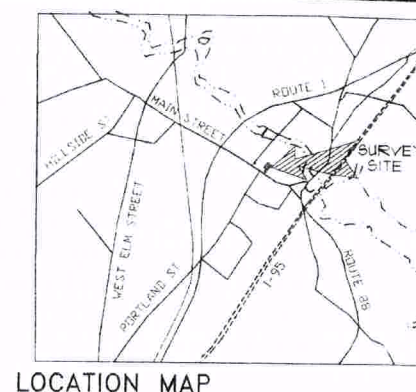 ROUTE 1
MAIN STREET
HILLSIDE ST
SURVEY
SITE
WEST ELM STREET
PORTLAND ST
I-95
ROUTE 88
LOCATION MAP